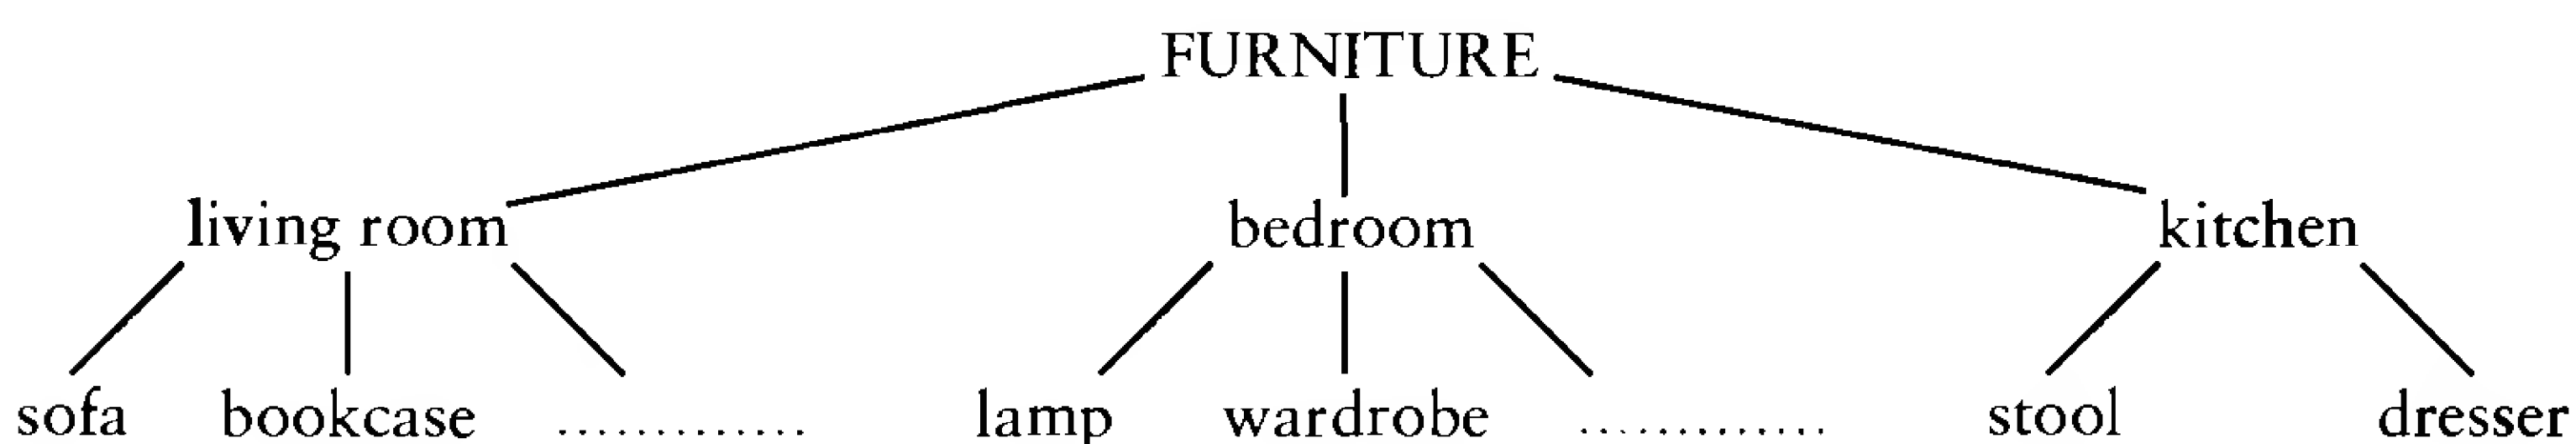 FURNITURE
living room bedroom kitchen
sofa bookcase ............. lamp wardrobe ............. stool dresser